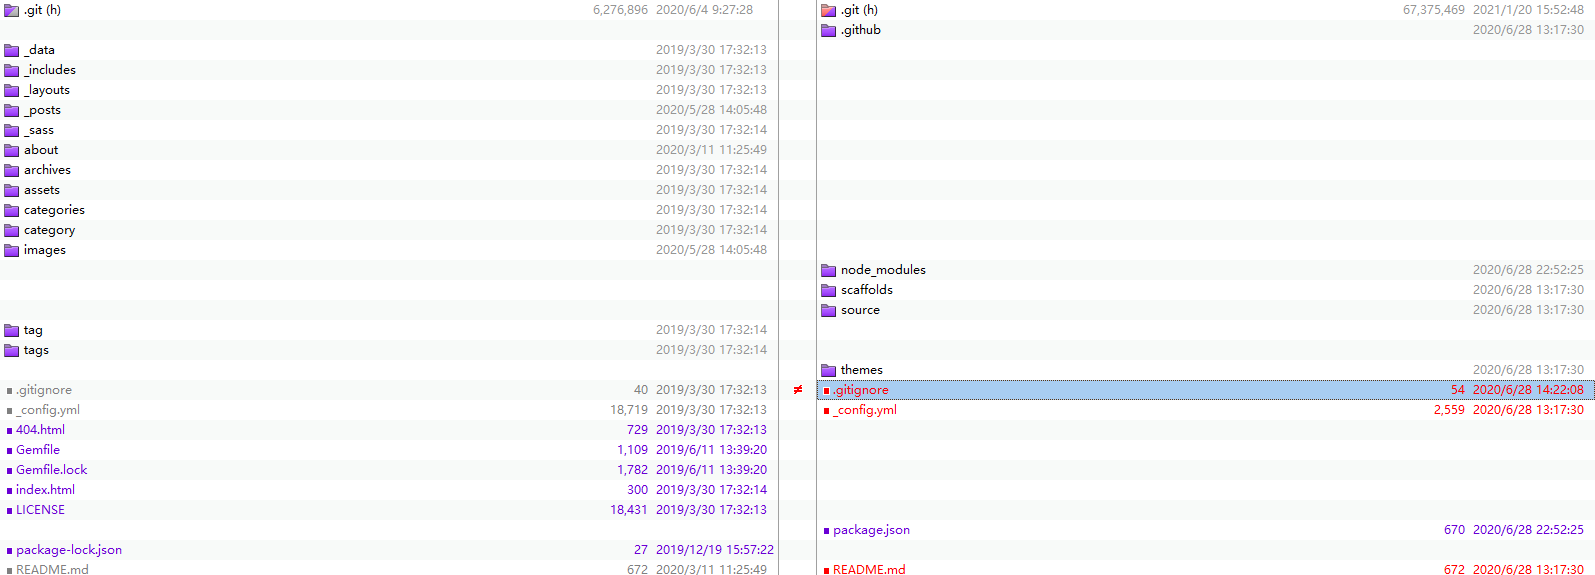 .git (h) 6,276,896 2020/6/4 9:27:28 .git (h) 67,375,469 2021/1/20 15:52:48
.github 2020/6/28 13:17:30
_data 2019/3/30 17:32:13
_includes 2019/3/30 17:32:13
_layouts 2019/3/30 17:32:13
_posts 2020/5/28 14:05:48
_sass 2019/3/30 17:32:14
about 2020/3/11 11:25:49
archives 2019/3/30 17:32:14
assets 2019/3/30 17:32:14
categories 2019/3/30 17:32:14
category 2019/3/30 17:32:14
images 2020/5/28 14:05:48
node_modules 2020/6/28 22:52:25
scaffolds 2020/6/28 13:17:30
source 2020/6/28 13:17:30
tag 2019/3/30 17:32:14
tags 2019/3/30 17:32:14
themes 2020/6/28 13:17:30
.gitignore 40 2019/3/30 17:32:13 ≠ .gitignore 54 2020/6/28 14:22:08
_config.yml 18,719 2019/3/30 17:32:13 _config.yml 2,559 2020/6/28 13:17:30
404.html 729 2019/3/30 17:32:13
Gemfile 1,109 2019/6/11 13:39:20
Gemfile.lock 1,782 2019/6/11 13:39:20
index.html 300 2019/3/30 17:32:14
LICENSE 18,431 2019/3/30 17:32:13
package.json 670 2020/6/28 22:52:25
package-lock.json 27 2019/12/19 15:57:22
README.md 672 2020/3/11 11:25:49 README.md 672 2020/6/28 13:17:30